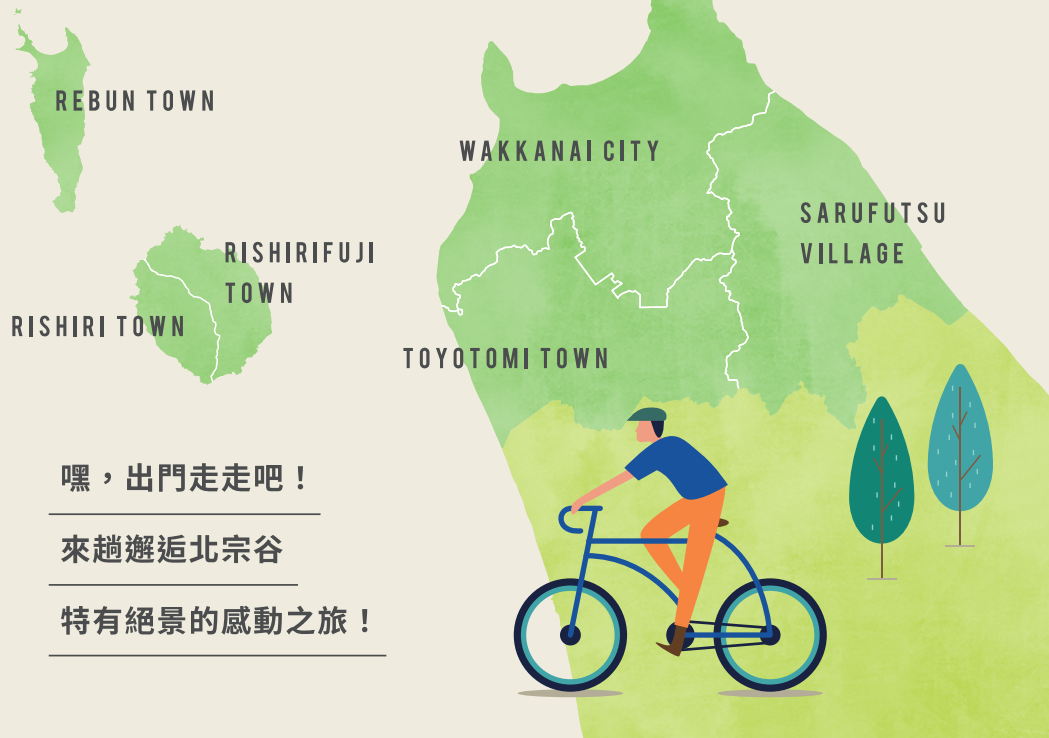 REBUN TOWN
WAKKANAI CITY
SARUFUTSU
VILLAGE
RISHIRIFUJI
TOWN
RISHIRI TOWN
TOYOTOMI TOWN
嘿，出門走走吧！
來趟邂逅北宗谷
特有絕景的感動之旅！